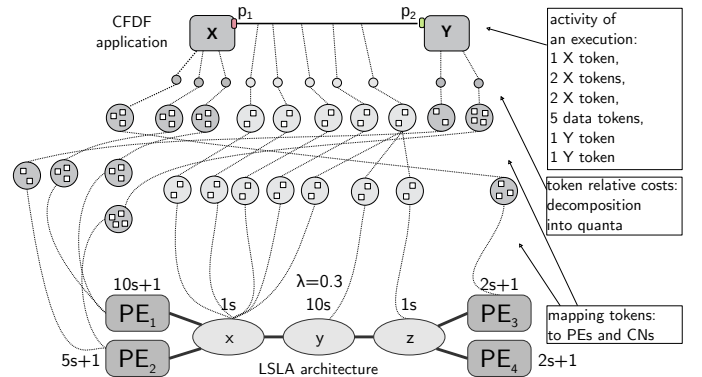 CFDF
application
X
p1
p2
Y
activity of
an execution:
1 X token,
2 X tokens,
2 X token,
5 data tokens,
1 Y token
1 Y token
token relative costs:
decomposition
into quanta
mapping tokens:
to PEs and CNs
10s+1
PE1
5s+1
PE2
1s
x
λ=0.3
10s
y
1s
z
2s+1
PE3
PE4
2s+1
LSLA architecture